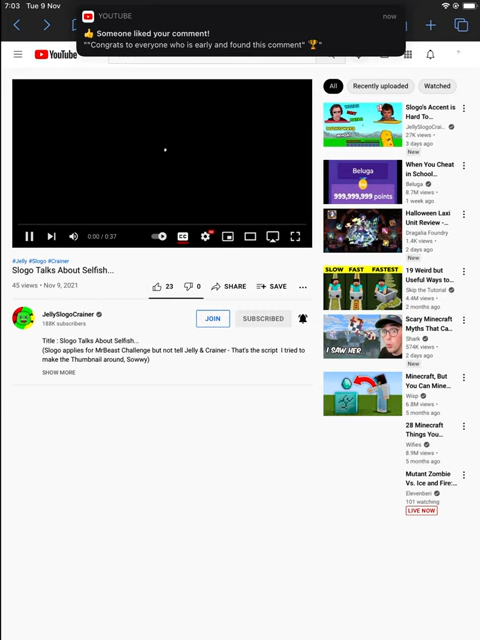 7:03 Tue 9 Nov
YOUTUBE
now
👍 Someone liked your comment!
""Congrats to everyone who is early and found this comment" 🏆"
YouTube
All
Recently uploaded
Watched
0:00 / 0:37
CC
#Jelly #Slogo #Crainer
Slogo Talks About Selfish...
45 views • Nov 9, 2021
23
0
SHARE
SAVE
JellySlogoCrainer
188K subscribers
JOIN
SUBSCRIBED
Title : Slogo Talks About Selfish...
(Slogo applies for MrBeast Challenge but not tell Jelly & Crainer - That's the script I tried to
make the Thumbnail around, Sowwy)
SHOW MORE
Slogo's Accent is
Hard To...
JellySlogoCrai...
27K views •
3 days ago
New
Beluga
999,999,999 points
When You Cheat
in School...
Beluga
8.7M views •
1 week ago
Halloween Laxi
Unit Review -...
Dragalia Foundry
1.4K views •
2 days ago
New
SLOW FAST FASTEST
19 Weird but
Useful Ways to...
Skip the Tutorial
4.4M views •
2 months ago
I SAW HER
Scary Minecraft
Myths That Ca...
Shark
574K views •
2 days ago
New
Minecraft, But
You Can Mine...
Wisp
6.8M views •
5 months ago
28 Minecraft
Things You...
Wifies
8.9M views •
5 months ago
Mutant Zombie
Vs. Ice and Fire:...
Elevenberi
101 watching
LIVE NOW